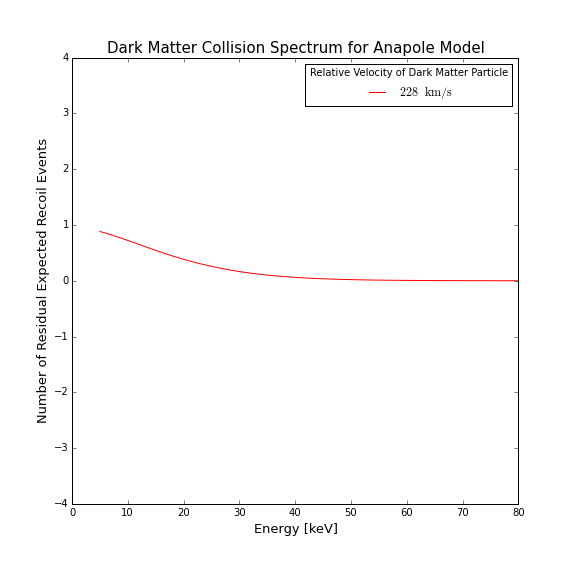 Dark Matter Collision Spectrum for Anapole Model
Relative Velocity of Dark Matter Particle
228 km/s
Number of Residual Expected Recoil Events
4
3
2
1
0
−1
−2
−3
−4
0 10 20 30 40 50 60 70 80
Energy [keV]